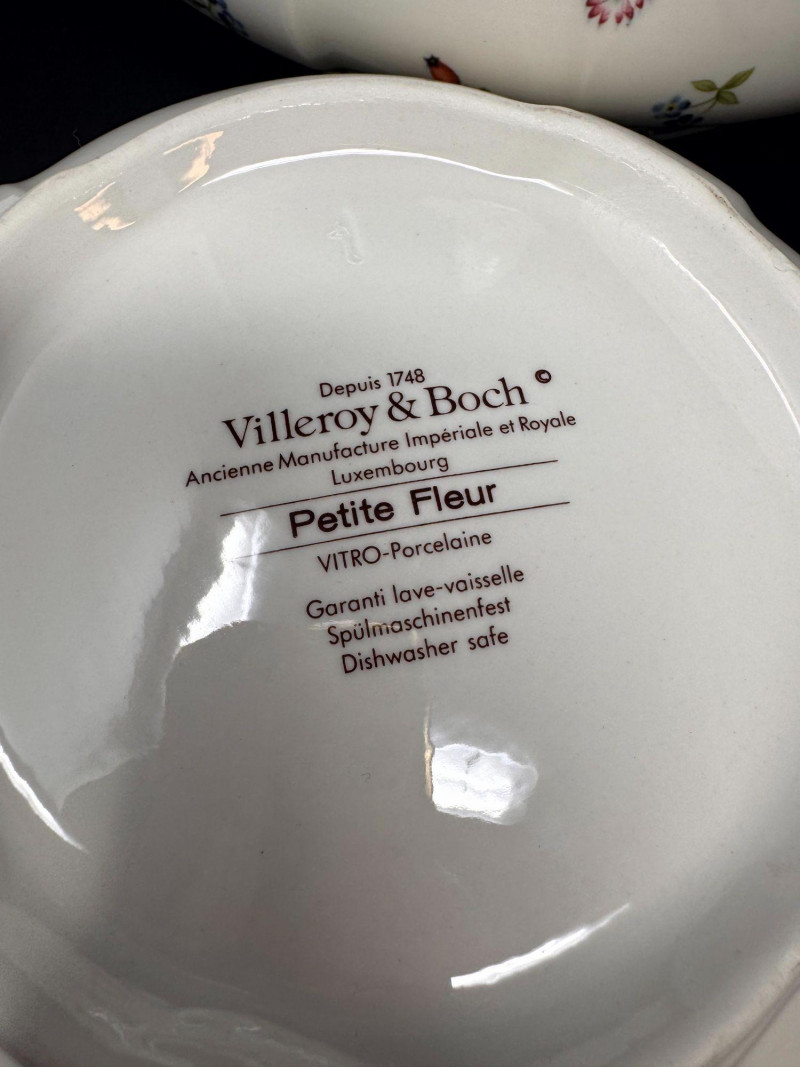 Depuis 1748
Villeroy & Boch ©
Ancienne Manufacture Impériale et Royale
Luxembourg
Petite Fleur
VITRO-Porcelaine
Garanti lave-vaisselle
Spülmaschinenfest
Dishwasher safe